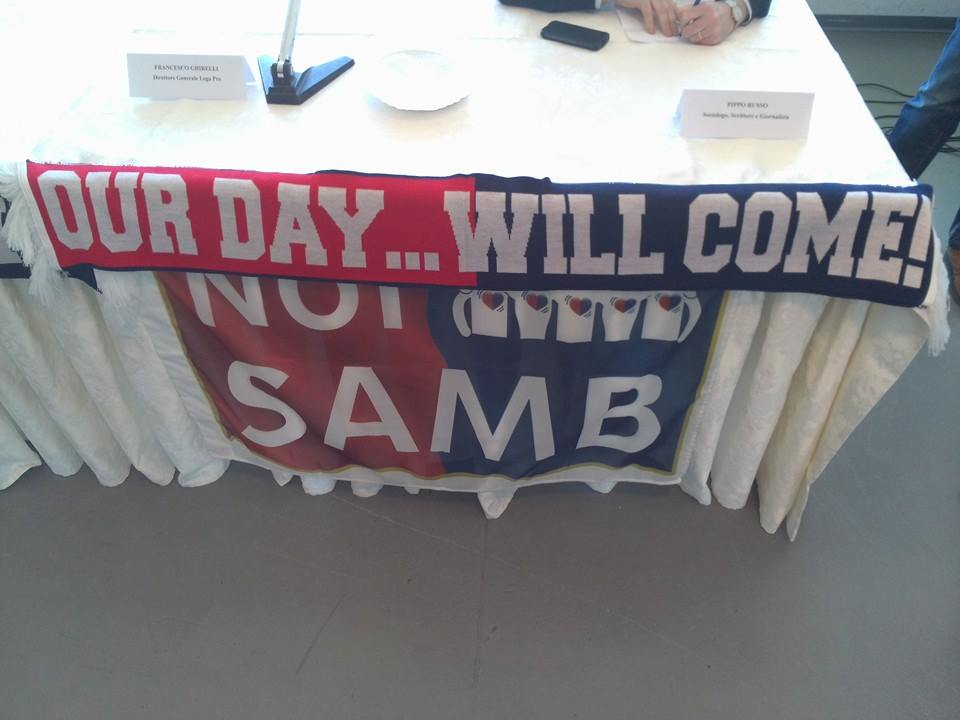 FRANCESCO GHIRELLI
Direttore Generale Lega Pro
PIPPO RUSSO
Sociologo, Scrittore e Giornalista
OUR DAY... WILL COME!
NOI
SAMB